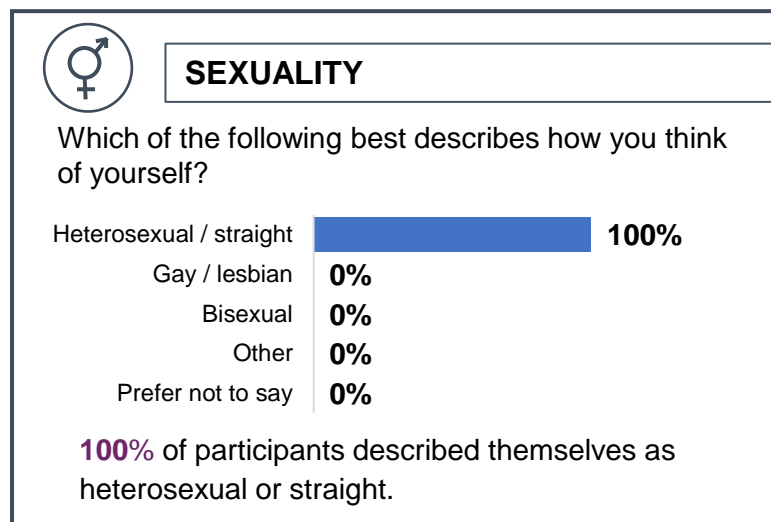 SEXUALITY
Which of the following best describes how you think
of yourself?
Heterosexual / straight 100%
Gay / lesbian 0%
Bisexual 0%
Other 0%
Prefer not to say 0%
100% of participants described themselves as
heterosexual or straight.